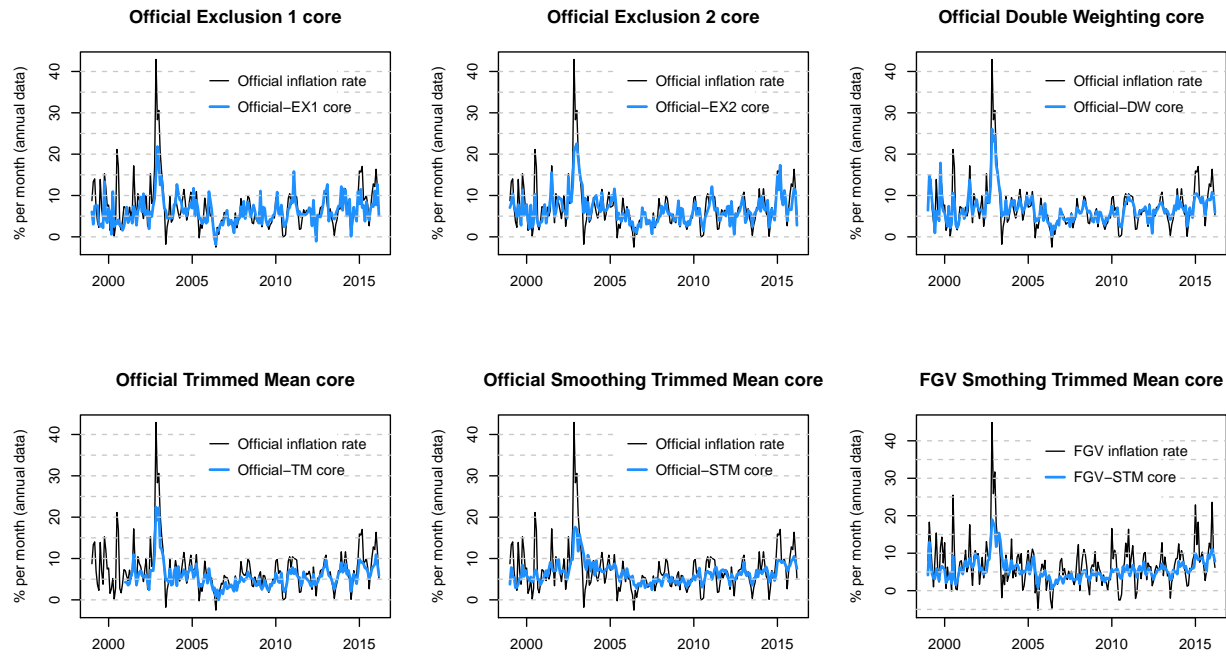 Official Exclusion 1 core
Official Exclusion 2 core
Official Double Weighting core
% per month (annual data)
40
30
20
10
0
Official inflation rate
Official−EX1 core
2000 2005 2010 2015
% per month (annual data)
40
30
20
10
0
Official inflation rate
Official−EX2 core
2000 2005 2010 2015
% per month (annual data)
40
30
20
10
0
Official inflation rate
Official−DW core
2000 2005 2010 2015
Official Trimmed Mean core
Official Smoothing Trimmed Mean core
FGV Smothing Trimmed Mean core
% per month (annual data)
40
30
20
10
0
Official inflation rate
Official−TM core
2000 2005 2010 2015
% per month (annual data)
40
30
20
10
0
Official inflation rate
Official−STM core
2000 2005 2010 2015
% per month (annual data)
40
30
20
10
0
FGV inflation rate
FGV−STM core
2000 2005 2010 2015